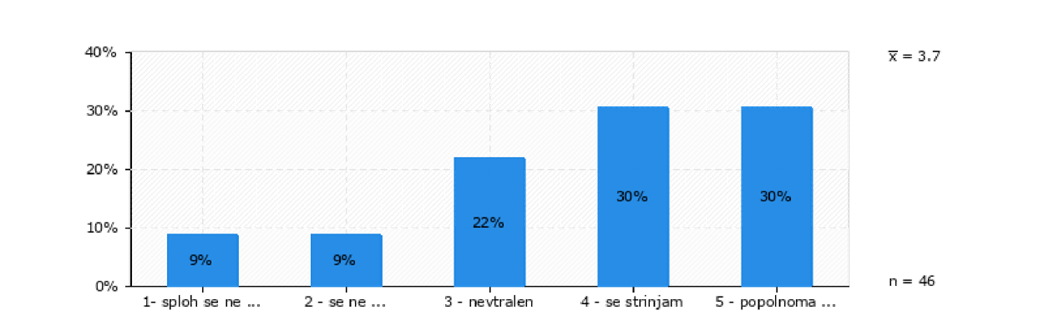 40%
x̅ = 3.7
30%
20%
10%
0%
9%
9%
22%
30%
30%
n = 46
1- sploh se ne ...
2 - se ne ...
3 - nevtralen
4 - se strinjam
5 - popolnoma ...